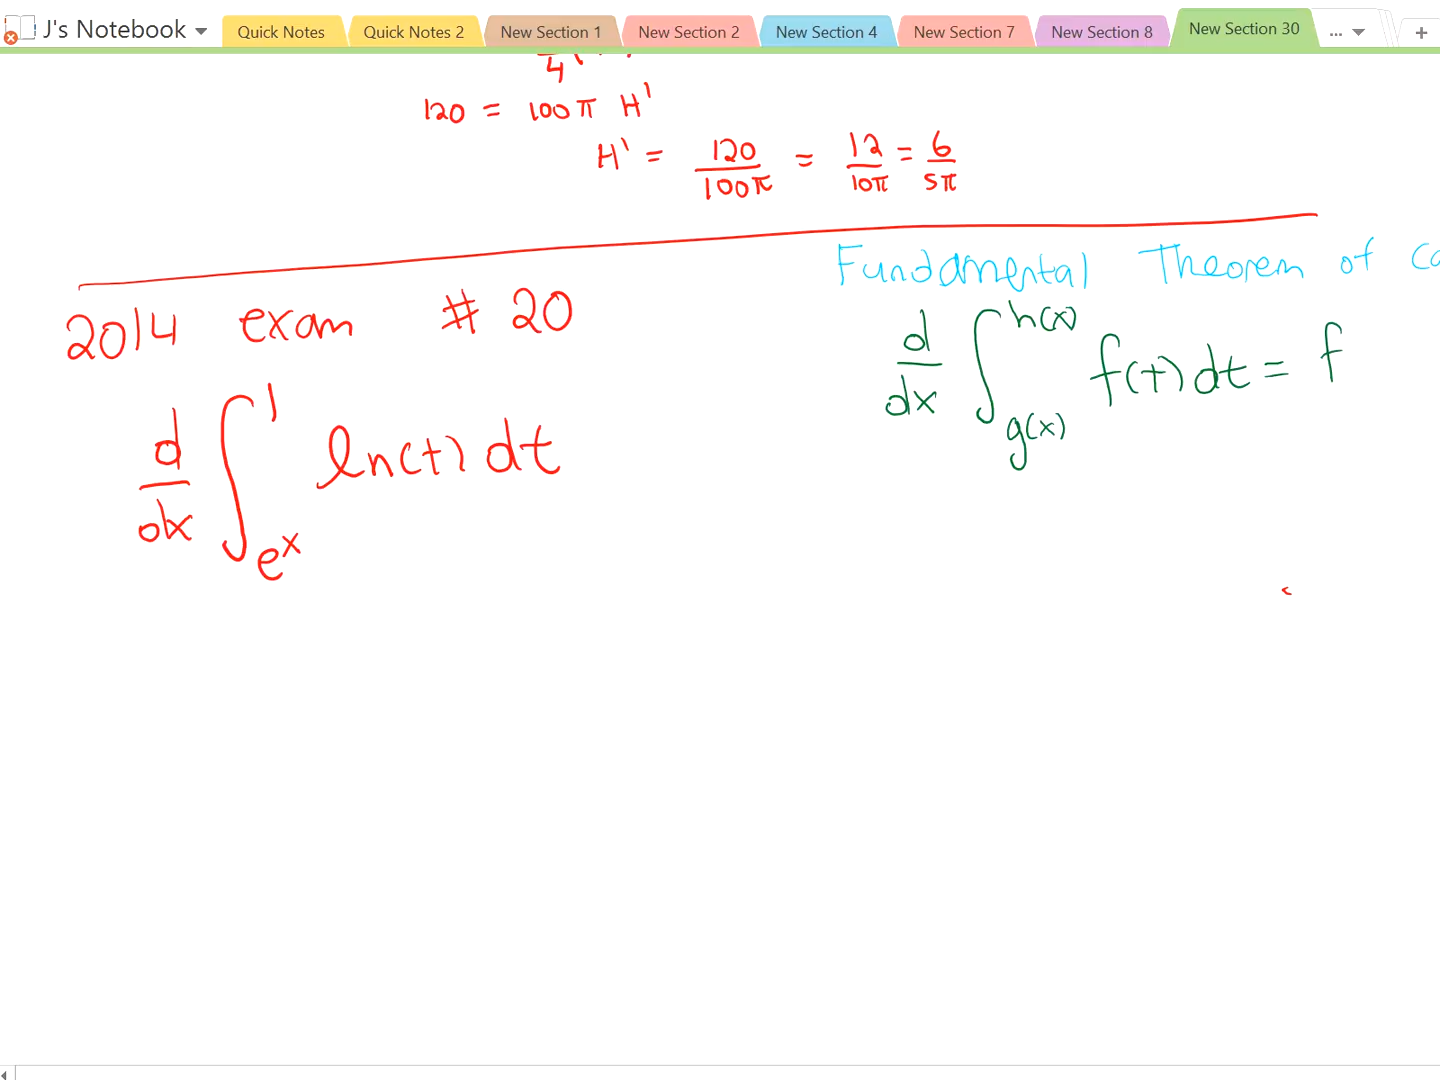 J's Notebook Quick Notes Quick Notes 2 New Section 1 New Section 2 New Section 4 New Section 7 New Section 8 New Section 30 ... +
4
120 = 100π H'
H' = 120/100π = 12/10π = 6/5π
Fundamental Theorem of
2014 exam # 20
d/dx ∫_{g(x)}^{h(x)} f(t) dt = f
d/dx ∫_{e^x}^{1} ln(t) dt